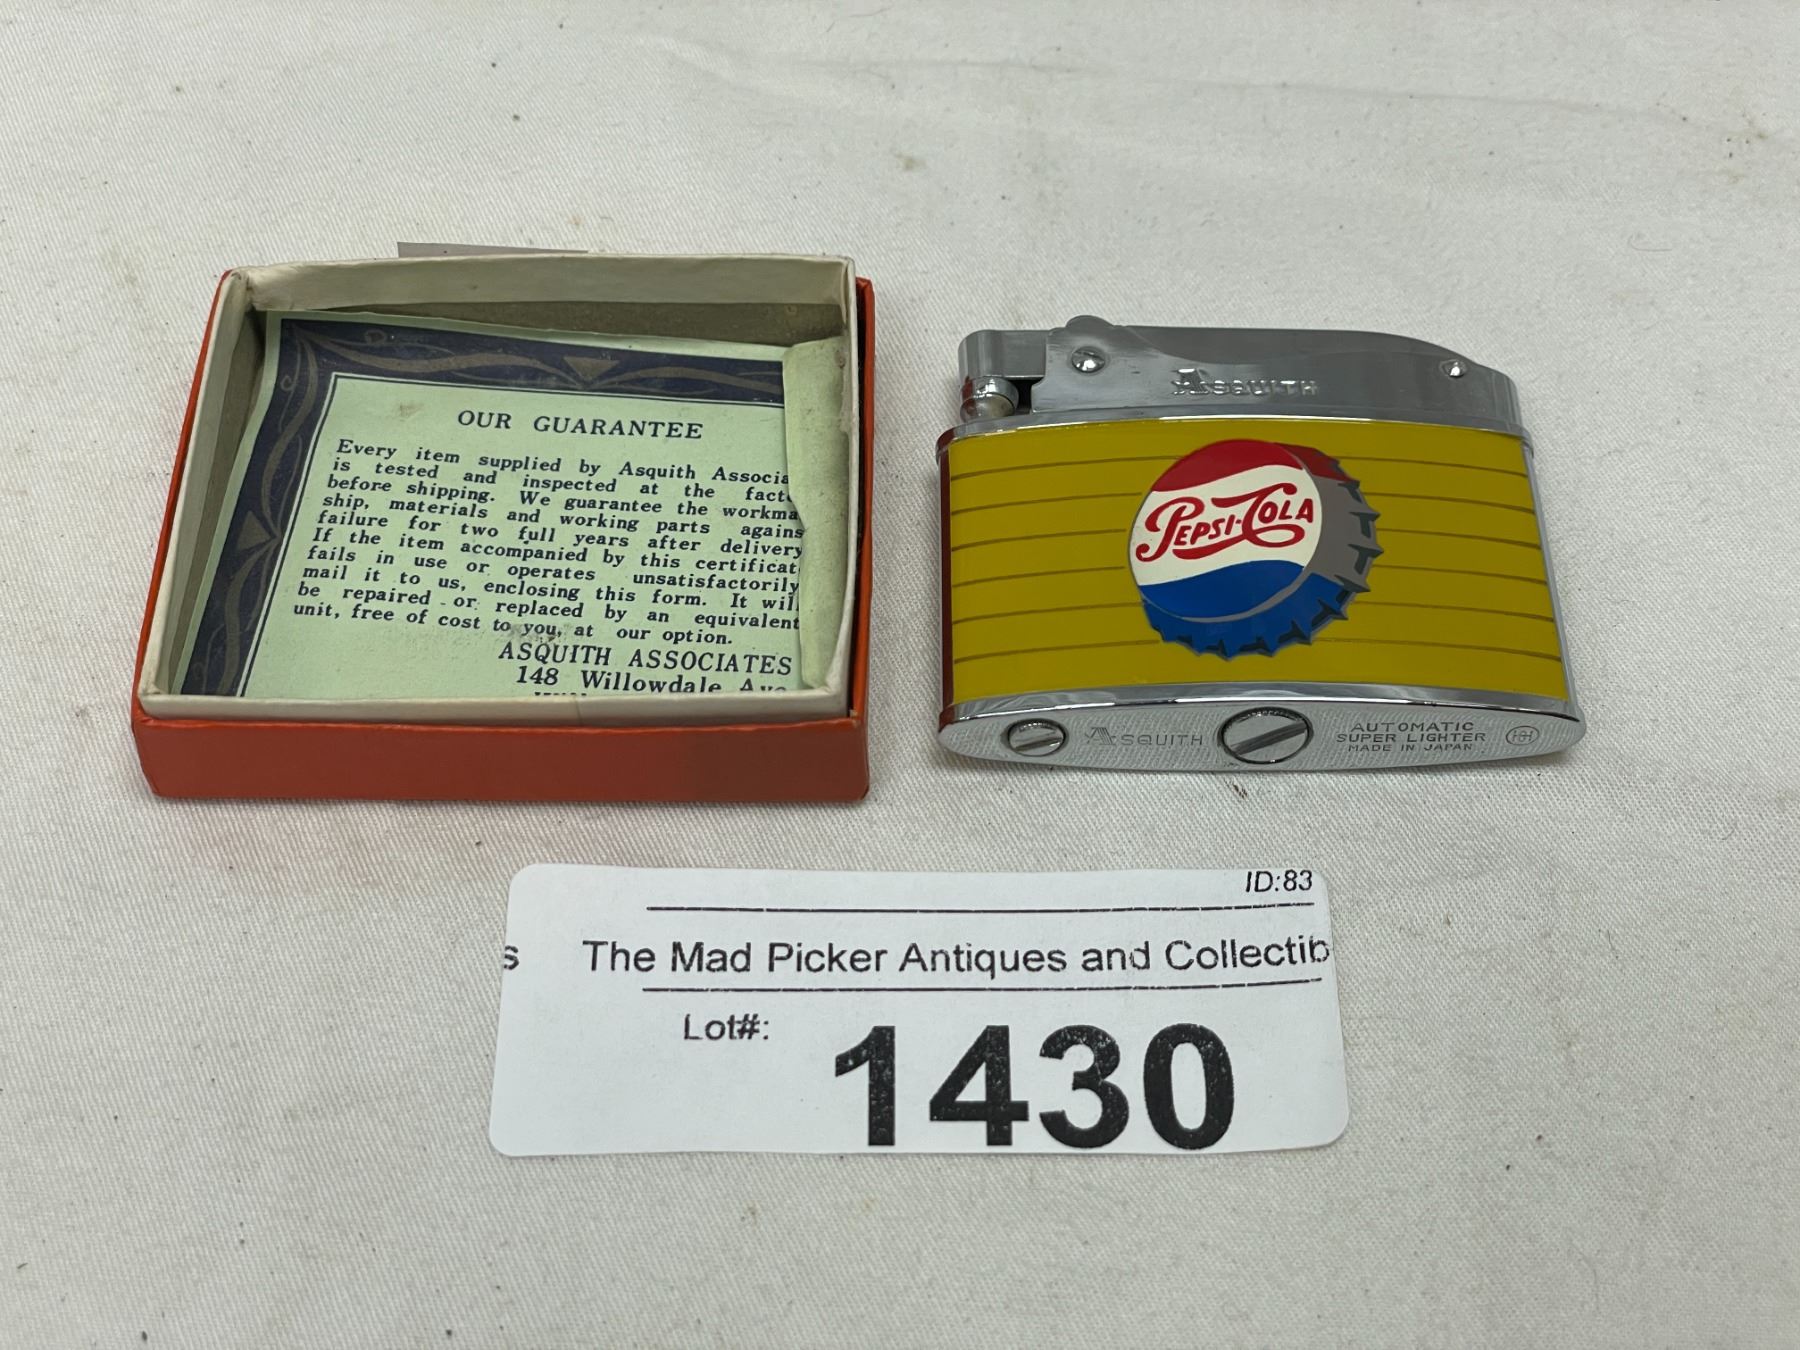 OUR GUARANTEE
Every item supplied by Asquith Associa
is tested and inspected at the fact
before shipping. We guarantee the workma
ship, materials and working parts agains
failure for two full years after delivery
If the item accompanied by this certificat
fails in use or operates unsatisfactorily
mail it to us, enclosing this form. It wil
be repaired or replaced by an equivalent
unit, free of cost to you, at our option.
ASQUITH ASSOCIATES
148 Willowdale Ave
ASQUITH
PEPSI-COLA
ASQUITH
AUTOMATIC
SUPER LIGHTER
MADE IN JAPAN
ID:83
s The Mad Picker Antiques and Collectib
Lot#: 1430